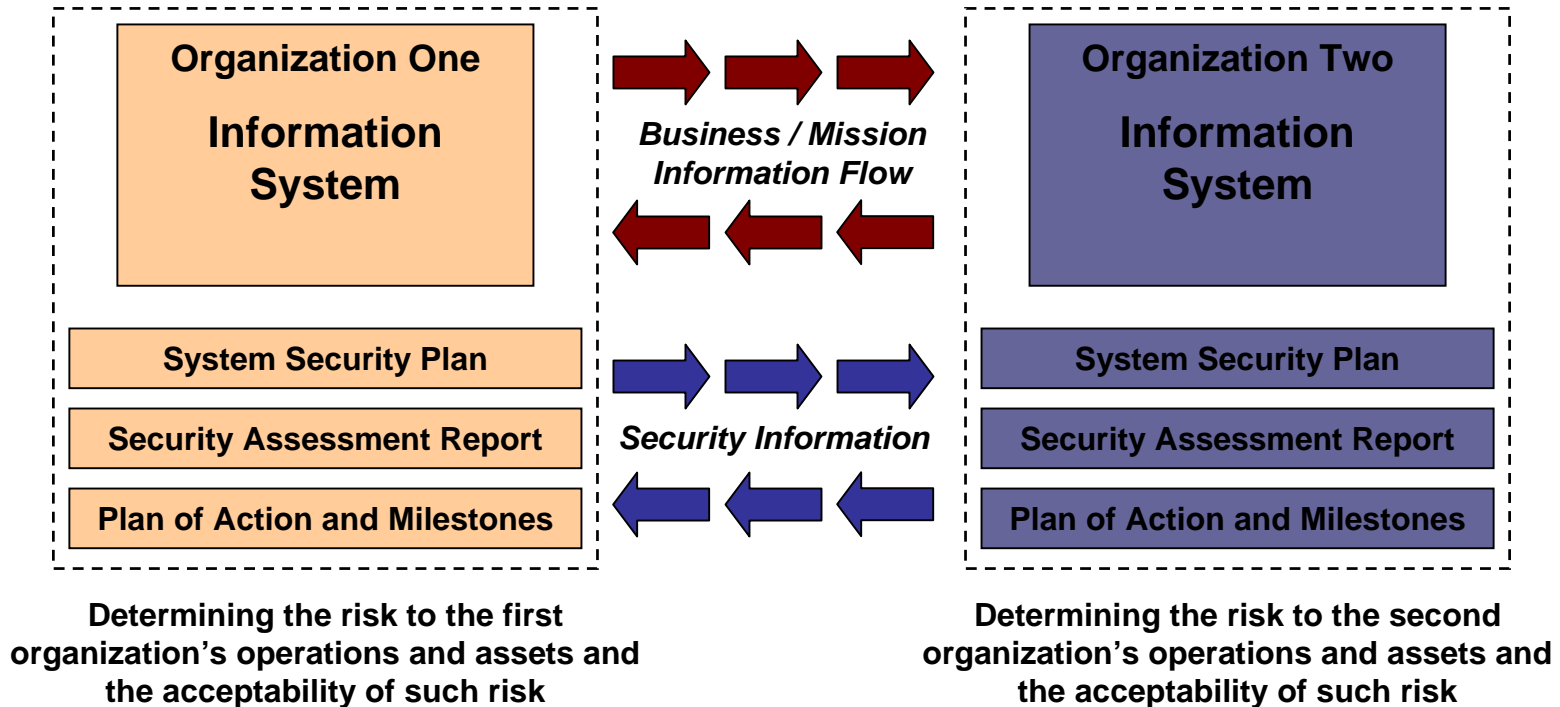 Organization One
Information
System
System Security Plan
Security Assessment Report
Plan of Action and Milestones
Determining the risk to the first
organization’s operations and assets and
the acceptability of such risk
Business / Mission
Information Flow
Security Information
Organization Two
Information
System
System Security Plan
Security Assessment Report
Plan of Action and Milestones
Determining the risk to the second
organization’s operations and assets and
the acceptability of such risk